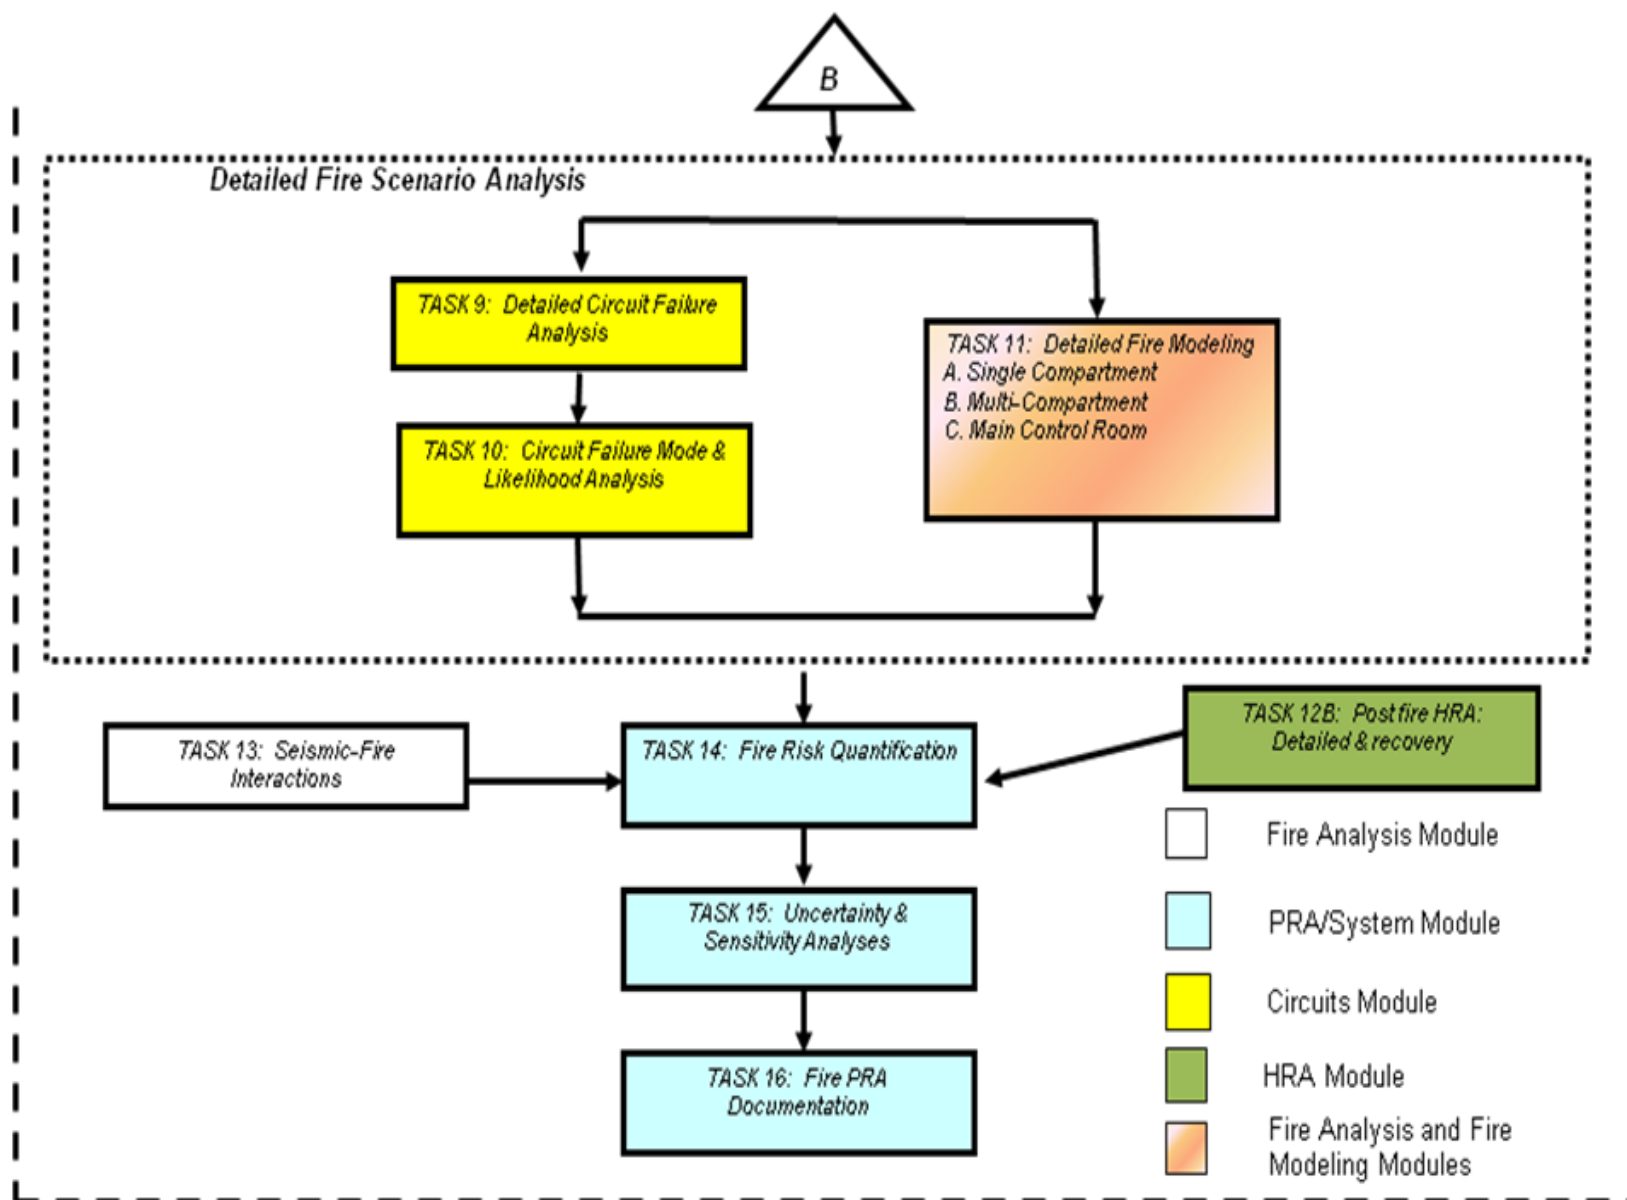 B
Detailed Fire Scenario Analysis
TASK 9: Detailed Circuit Failure
Analysis
TASK 10: Circuit Failure Mode &
Likelihood Analysis
TASK 11: Detailed Fire Modeling
A. Single Compartment
B. Multi-Compartment
C. Main Control Room
TASK 13: Seismic-Fire
Interactions
TASK 14: Fire Risk Quantification
TASK 12B: Postfire HRA:
Detailed & recovery
TASK 15: Uncertainty &
Sensitivity Analyses
TASK 16: Fire PRA
Documentation
Fire Analysis Module
PRA/System Module
Circuits Module
HRA Module
Fire Analysis and Fire
Modeling Modules